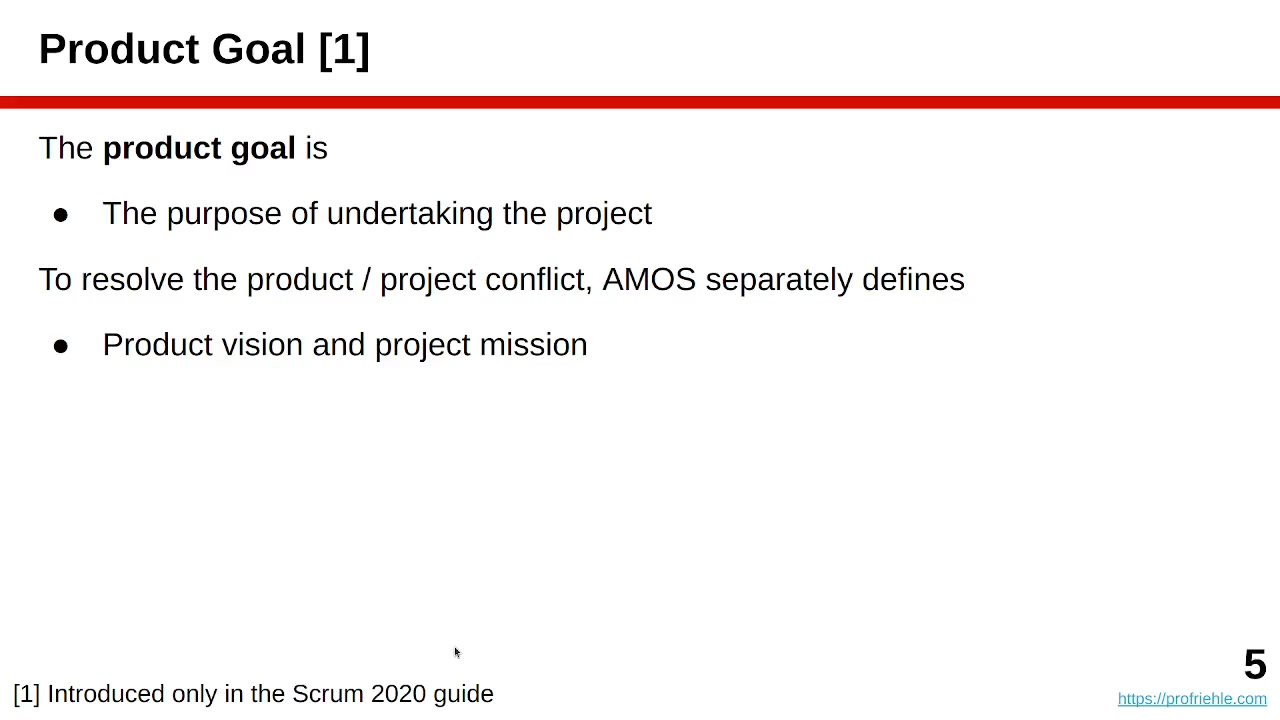 Product Goal [1]
The product goal is
● The purpose of undertaking the project
To resolve the product / project conflict, AMOS separately defines
● Product vision and project mission
[1] Introduced only in the Scrum 2020 guide
5
https://profriehle.com